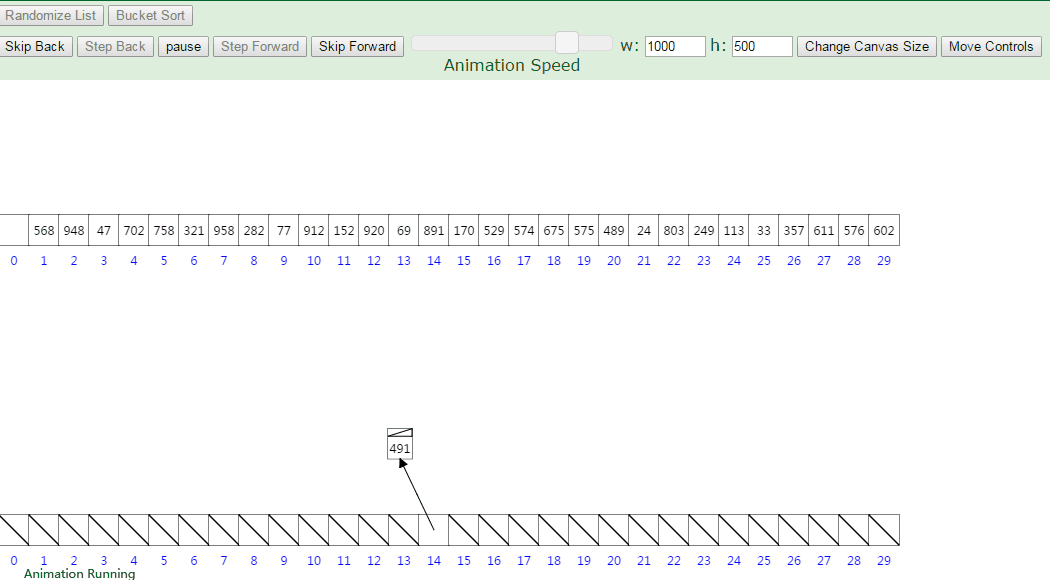 Randomize List Bucket Sort
Skip Back Step Back pause Step Forward Skip Forward w: 1000 h: 500 Change Canvas Size Move Controls
Animation Speed
568 948 47 702 758 321 958 282 77 912 152 920 69 891 170 529 574 675 575 489 24 803 249 113 33 357 611 576 602
0 1 2 3 4 5 6 7 8 9 10 11 12 13 14 15 16 17 18 19 20 21 22 23 24 25 26 27 28 29
491
0 1 2 3 4 5 6 7 8 9 10 11 12 13 14 15 16 17 18 19 20 21 22 23 24 25 26 27 28 29
Animation Running